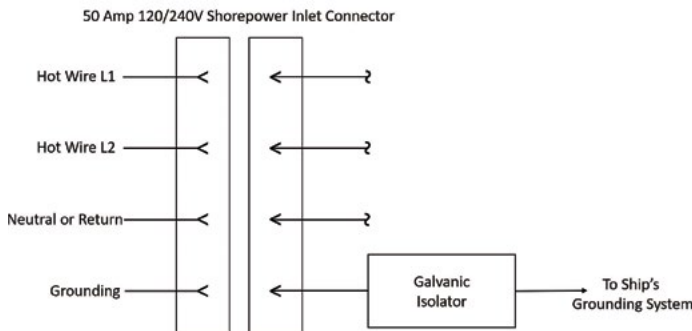 50 Amp 120/240V Shorepower Inlet Connector
Hot Wire L1
Hot Wire L2
Neutral or Return
Grounding
Galvanic
Isolator
To Ship's
Grounding System